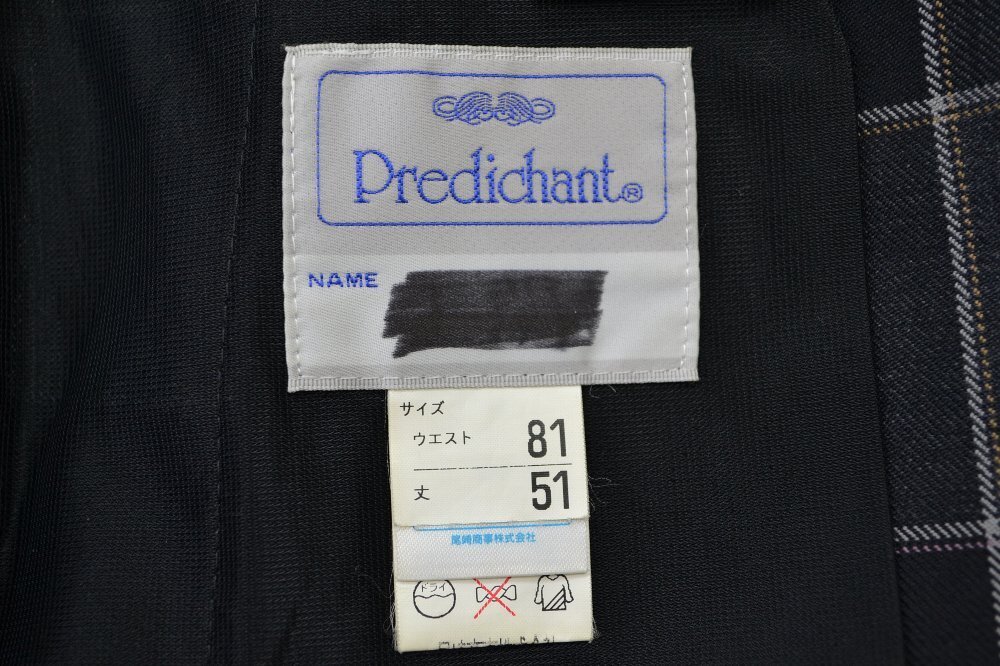 Predichant®
NAME
サイズ
ウエスト 81
丈 51
尾崎商事株式会社
ドライ